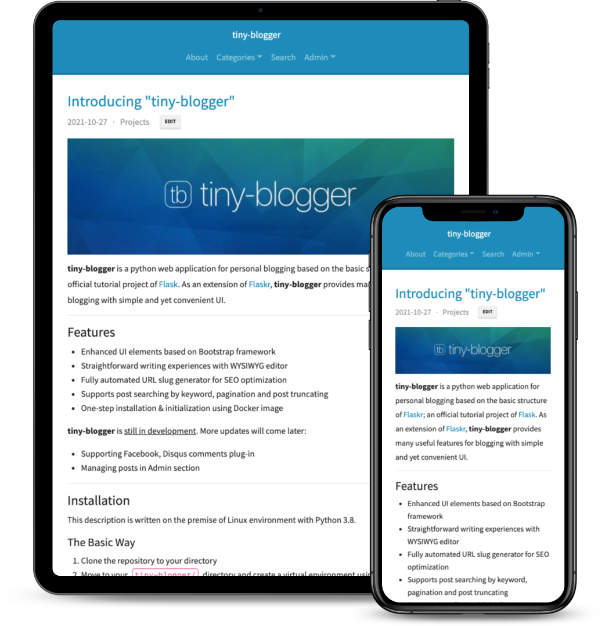 tiny-blogger
About Categories Search Admin
Introducing "tiny-blogger"
2021-10-27 · Projects EDIT
tb tiny-blogger
tiny-blogger is a python web application for personal blogging based on the basic s
official tutorial project of Flask. As an extension of Flaskr, tiny-blogger provides ma
blogging with simple and yet convenient UI.
Features
• Enhanced UI elements based on Bootstrap framework
• Straightforward writing experiences with WYSIWYG editor
• Fully automated URL slug generator for SEO optimization
• Supports post searching by keyword, pagination and post truncating
• One-step installation & initialization using Docker image
tiny-blogger is still in development. More updates will come later:
• Supporting Facebook, Disqus comments plug-in
• Managing posts in Admin section
Installation
This description is written on the premise of Linux environment with Python 3.8.
The Basic Way
1. Clone the repository to your directory
2. Move to your tiny-blogger/ directory and create a virtual environment usin
tiny-blogger
About Categories Search Admin
Introducing "tiny-blogger"
2021-10-27 · Projects EDIT
tb tiny-blogger
tiny-blogger is a python web application for
personal blogging based on the basic structure
of Flaskr; an official tutorial project of Flask. As
an extension of Flaskr, tiny-blogger provides
many useful features for blogging with simple
and yet convenient UI.
Features
• Enhanced UI elements based on Bootstrap
framework
• Straightforward writing experiences with
WYSIWYG editor
• Fully automated URL slug generator for SEO
optimization
• Supports post searching by keyword,
pagination and post truncating